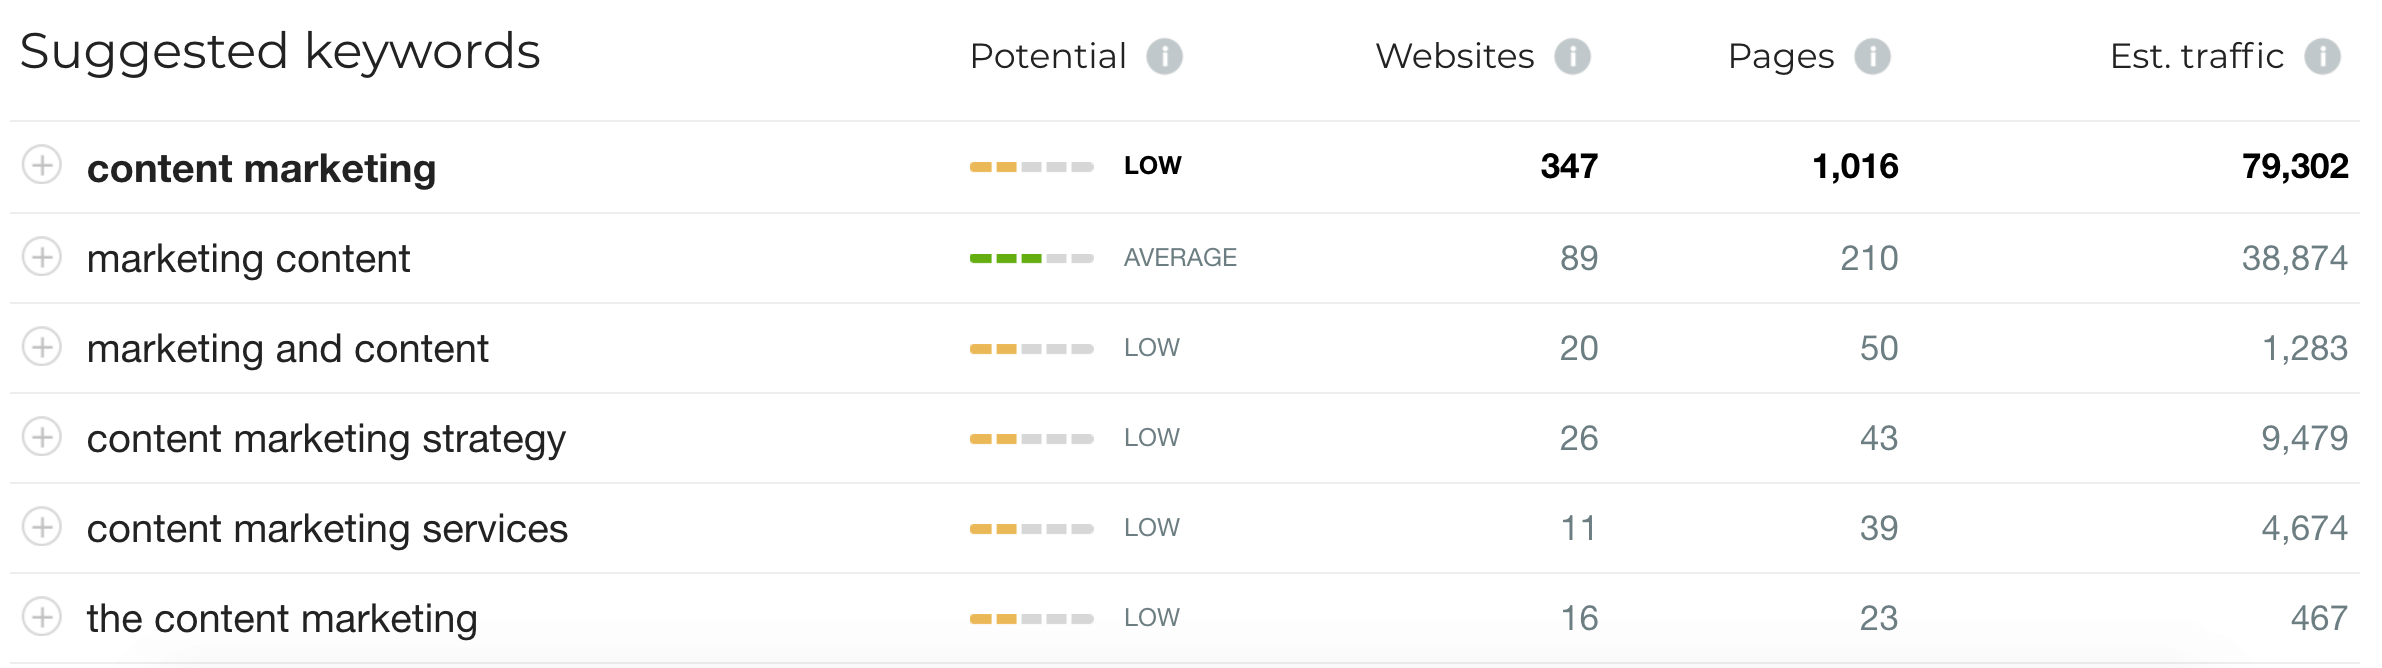 Suggested keywords Potential i Websites i Pages i Est. traffic i
content marketing LOW 347 1,016 79,302
marketing content AVERAGE 89 210 38,874
marketing and content LOW 20 50 1,283
content marketing strategy LOW 26 43 9,479
content marketing services LOW 11 39 4,674
the content marketing LOW 16 23 467